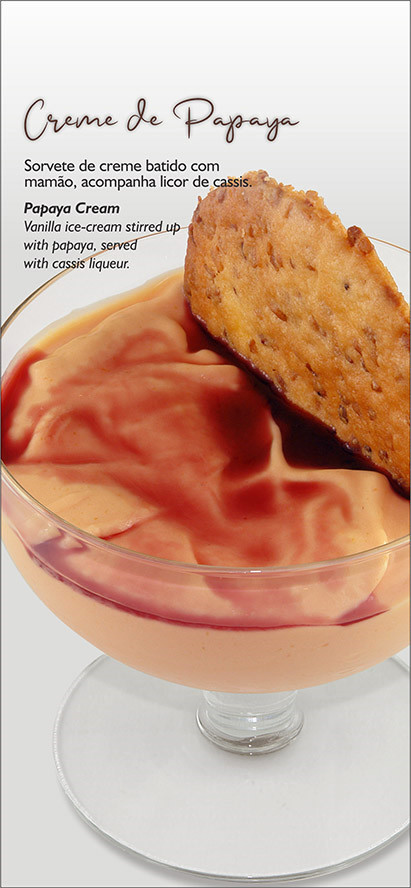 Creme de Papaya
Sorvete de creme batido com
mamão, acompanha licor de cassis.
Papaya Cream
Vanilla ice-cream stirred up
with papaya, served
with cassis liqueur.